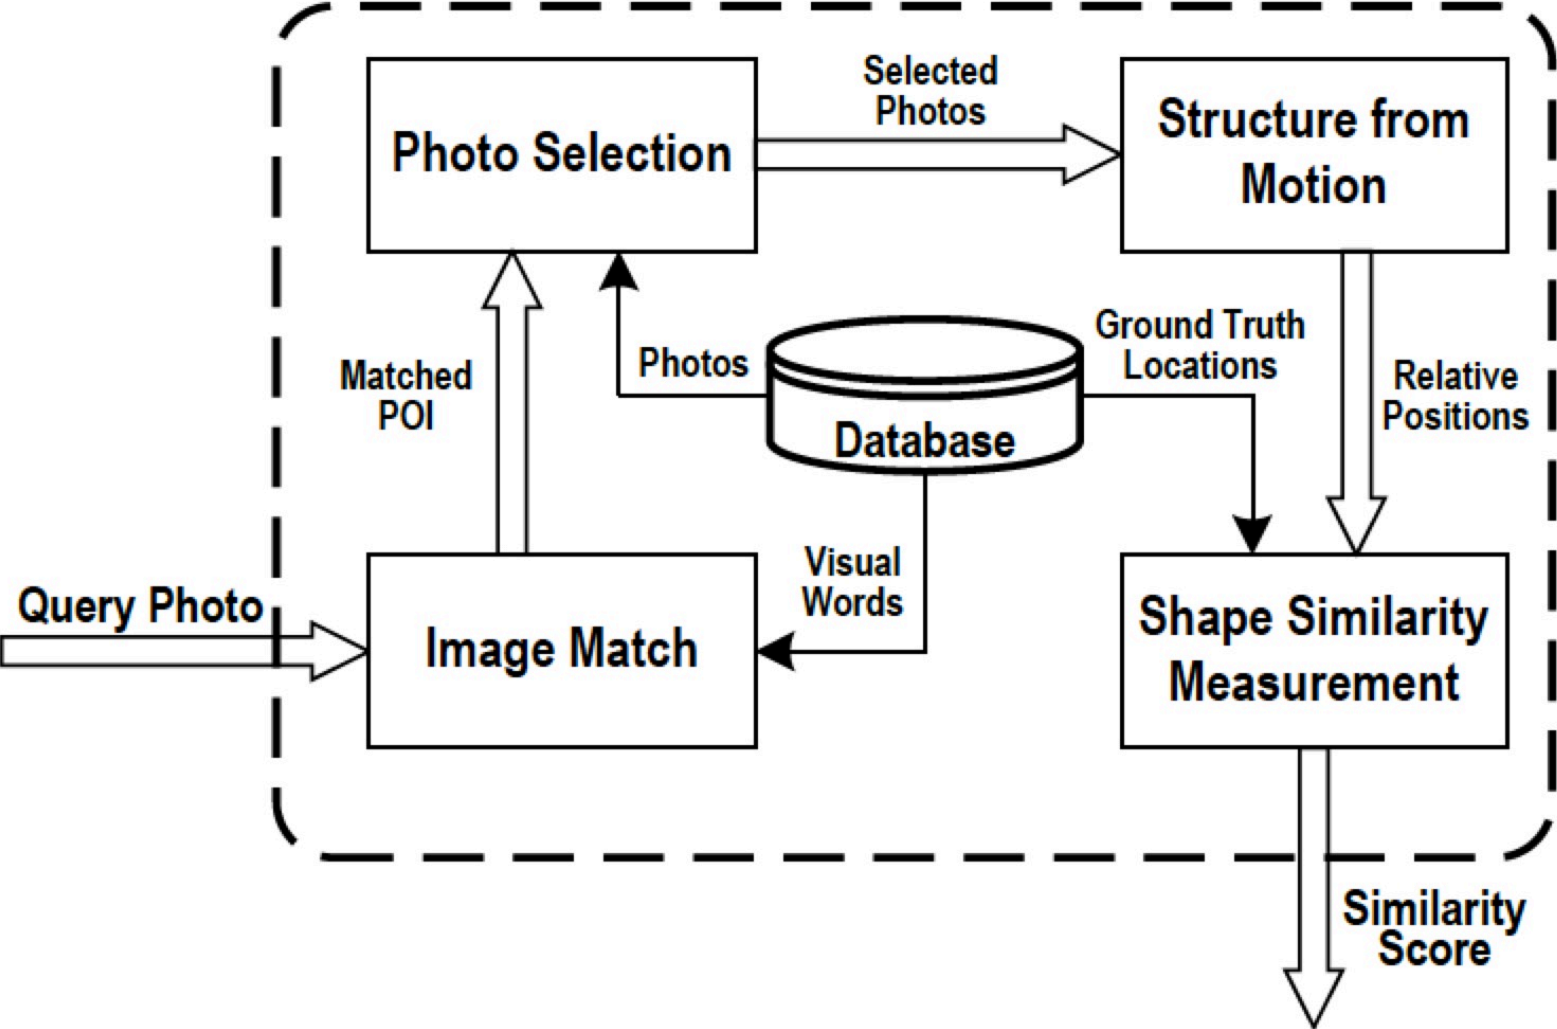 Photo Selection
Selected
Photos
Structure from
Motion
Matched
POI
Photos
Database
Ground Truth
Locations
Relative
Positions
Query Photo
Image Match
Visual
Words
Shape Similarity
Measurement
Similarity
Score